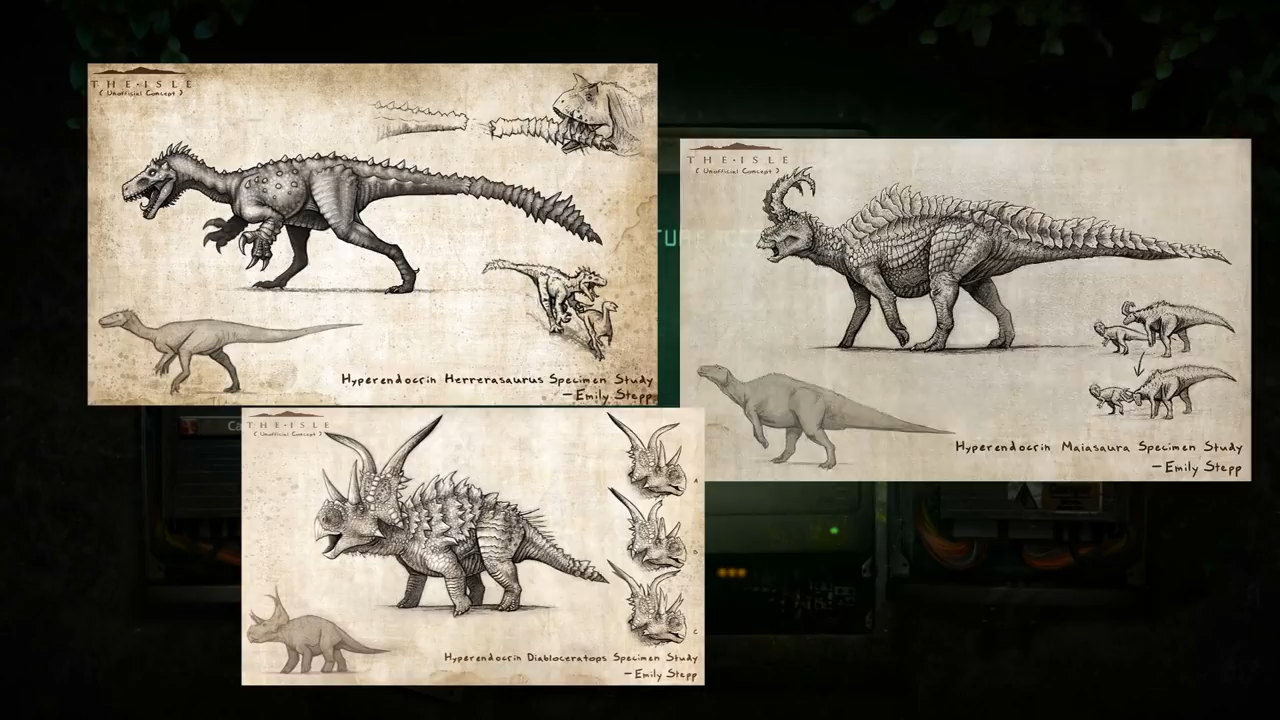 THE·ISLE
( Unofficial Concept )
Hyperendocrin Herrerasaurus Specimen Study
—Emily Stepp
THE·ISLE
( Unofficial Concept )
Hyperendocrin Maiasaura Specimen Study
—Emily Stepp
THE·ISLE
( Unofficial Concept )
A
B
C
Hyperendocrin Diabloceratops Specimen Study
—Emily Stepp
Ca